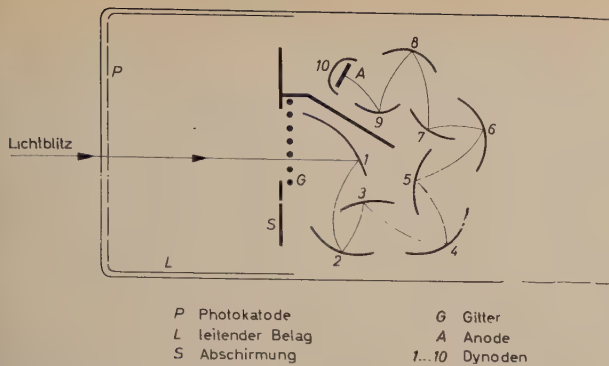 P
8
10
A
9
7
6
Lichtblitz
1
G
5
3
S
2
4
L
P Photokatode
L leitender Belag
S Abschirmung
G Gitter
A Anode
1...10 Dynoden